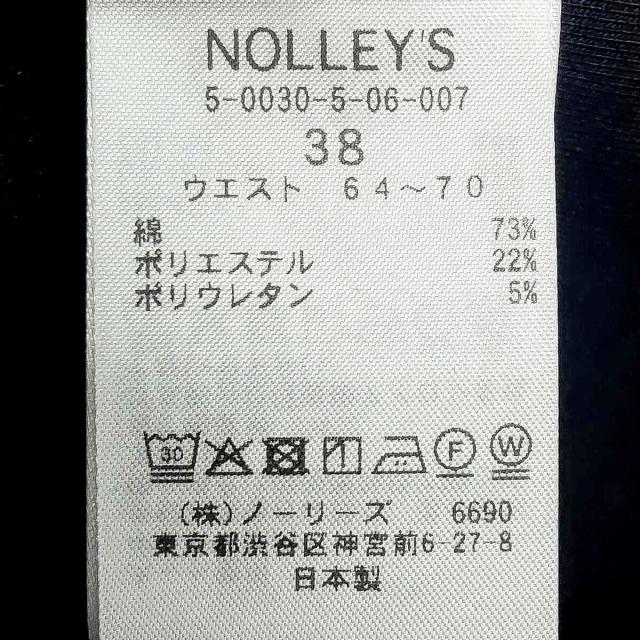 NOLLEY'S
5-0030-5-06-007
38
ウエスト 64～70
綿 73%
ポリエステル 22%
ポリウレタン 5%
30 F W
(株)ノーリーズ 6690
東京都渋谷区神宮前6-27-8
日本製